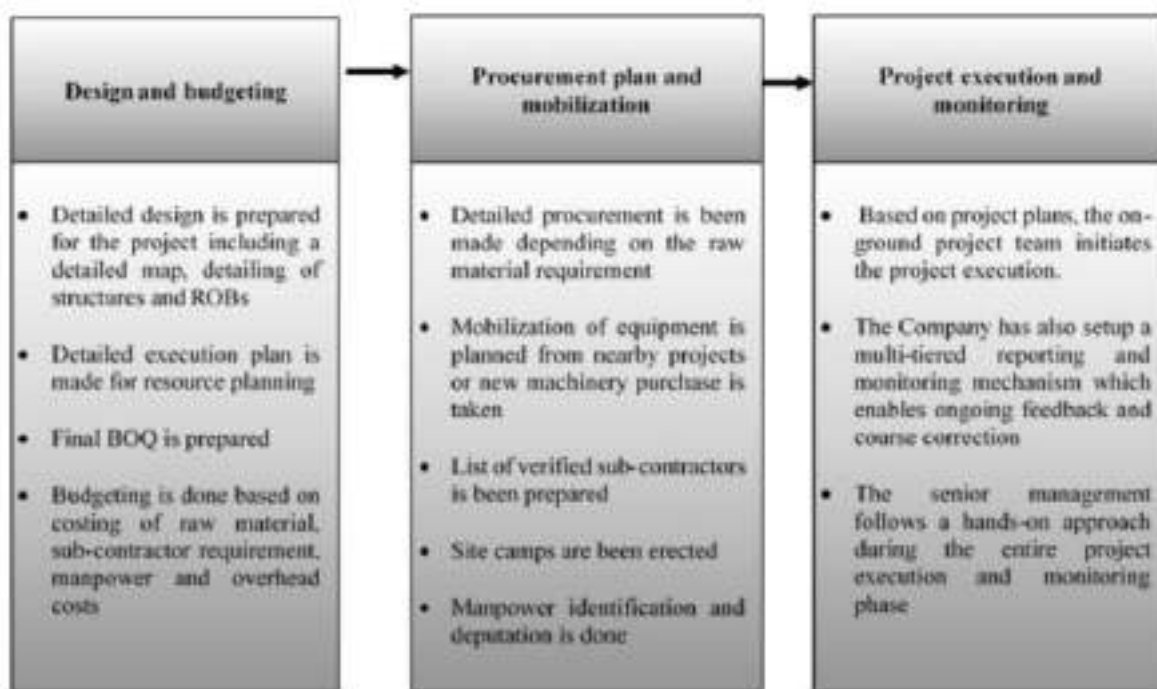 Design and budgeting
• Detailed design is prepared
for the project including a
detailed map, detailing of
structures and ROBs
• Detailed execution plan is
made for resource planning
• Final BOQ is prepared
• Budgeting is done based on
costing of raw material,
sub-contractor requirement,
manpower and overhead
costs
Procurement plan and
mobilization
• Detailed procurement is been
made depending on the raw
material requirement
• Mobilization of equipment is
planned from nearby projects
or new machinery purchase is
taken
• List of verified sub-contractors
is been prepared
• Site camps are been erected
• Manpower identification and
deputation is done
Project execution and
monitoring
• Based on project plans, the on-
ground project team initiates
the project execution.
• The Company has also setup a
multi-tiered reporting and
monitoring mechanism which
enables ongoing feedback and
course correction
• The senior management
follows a hands-on approach
during the entire project
execution and monitoring
phase